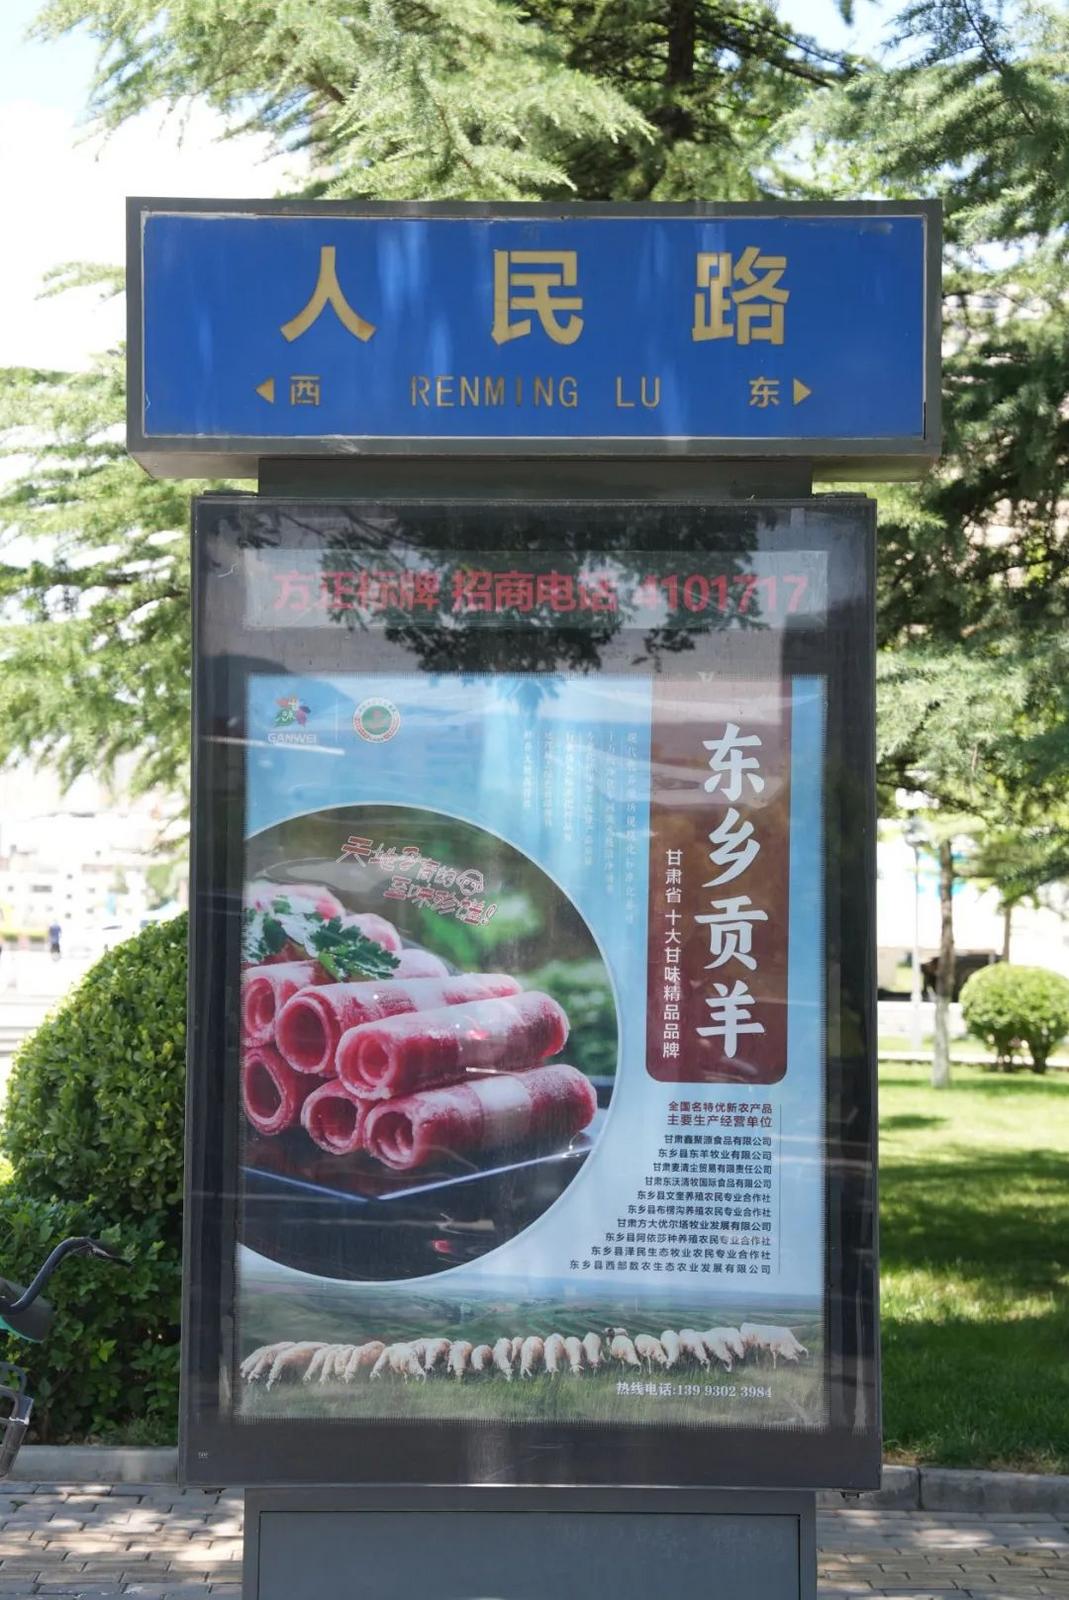 人民路
西 RENMING LU 东
方正标牌 招商电话 4101717
GANWEI
东乡贡羊
甘肃省十大甘味精品品牌
天地孕育的
至味珍馐!
全国名特优新农产品
主要生产经营单位
甘肃鑫聚源食品有限公司
东乡县东羊牧业有限公司
甘肃麦清尘贸易有限责任公司
甘肃东沃清牧国际食品有限公司
东乡县文奎养殖农民专业合作社
东乡县布楞沟养殖农民专业合作社
甘肃方大优尔塔牧业发展有限公司
东乡县阿依莎种养殖农民专业合作社
东乡县泽民生态牧业农民专业合作社
东乡县西部数农生态农业发展有限公司
热线电话:139 9302 3984